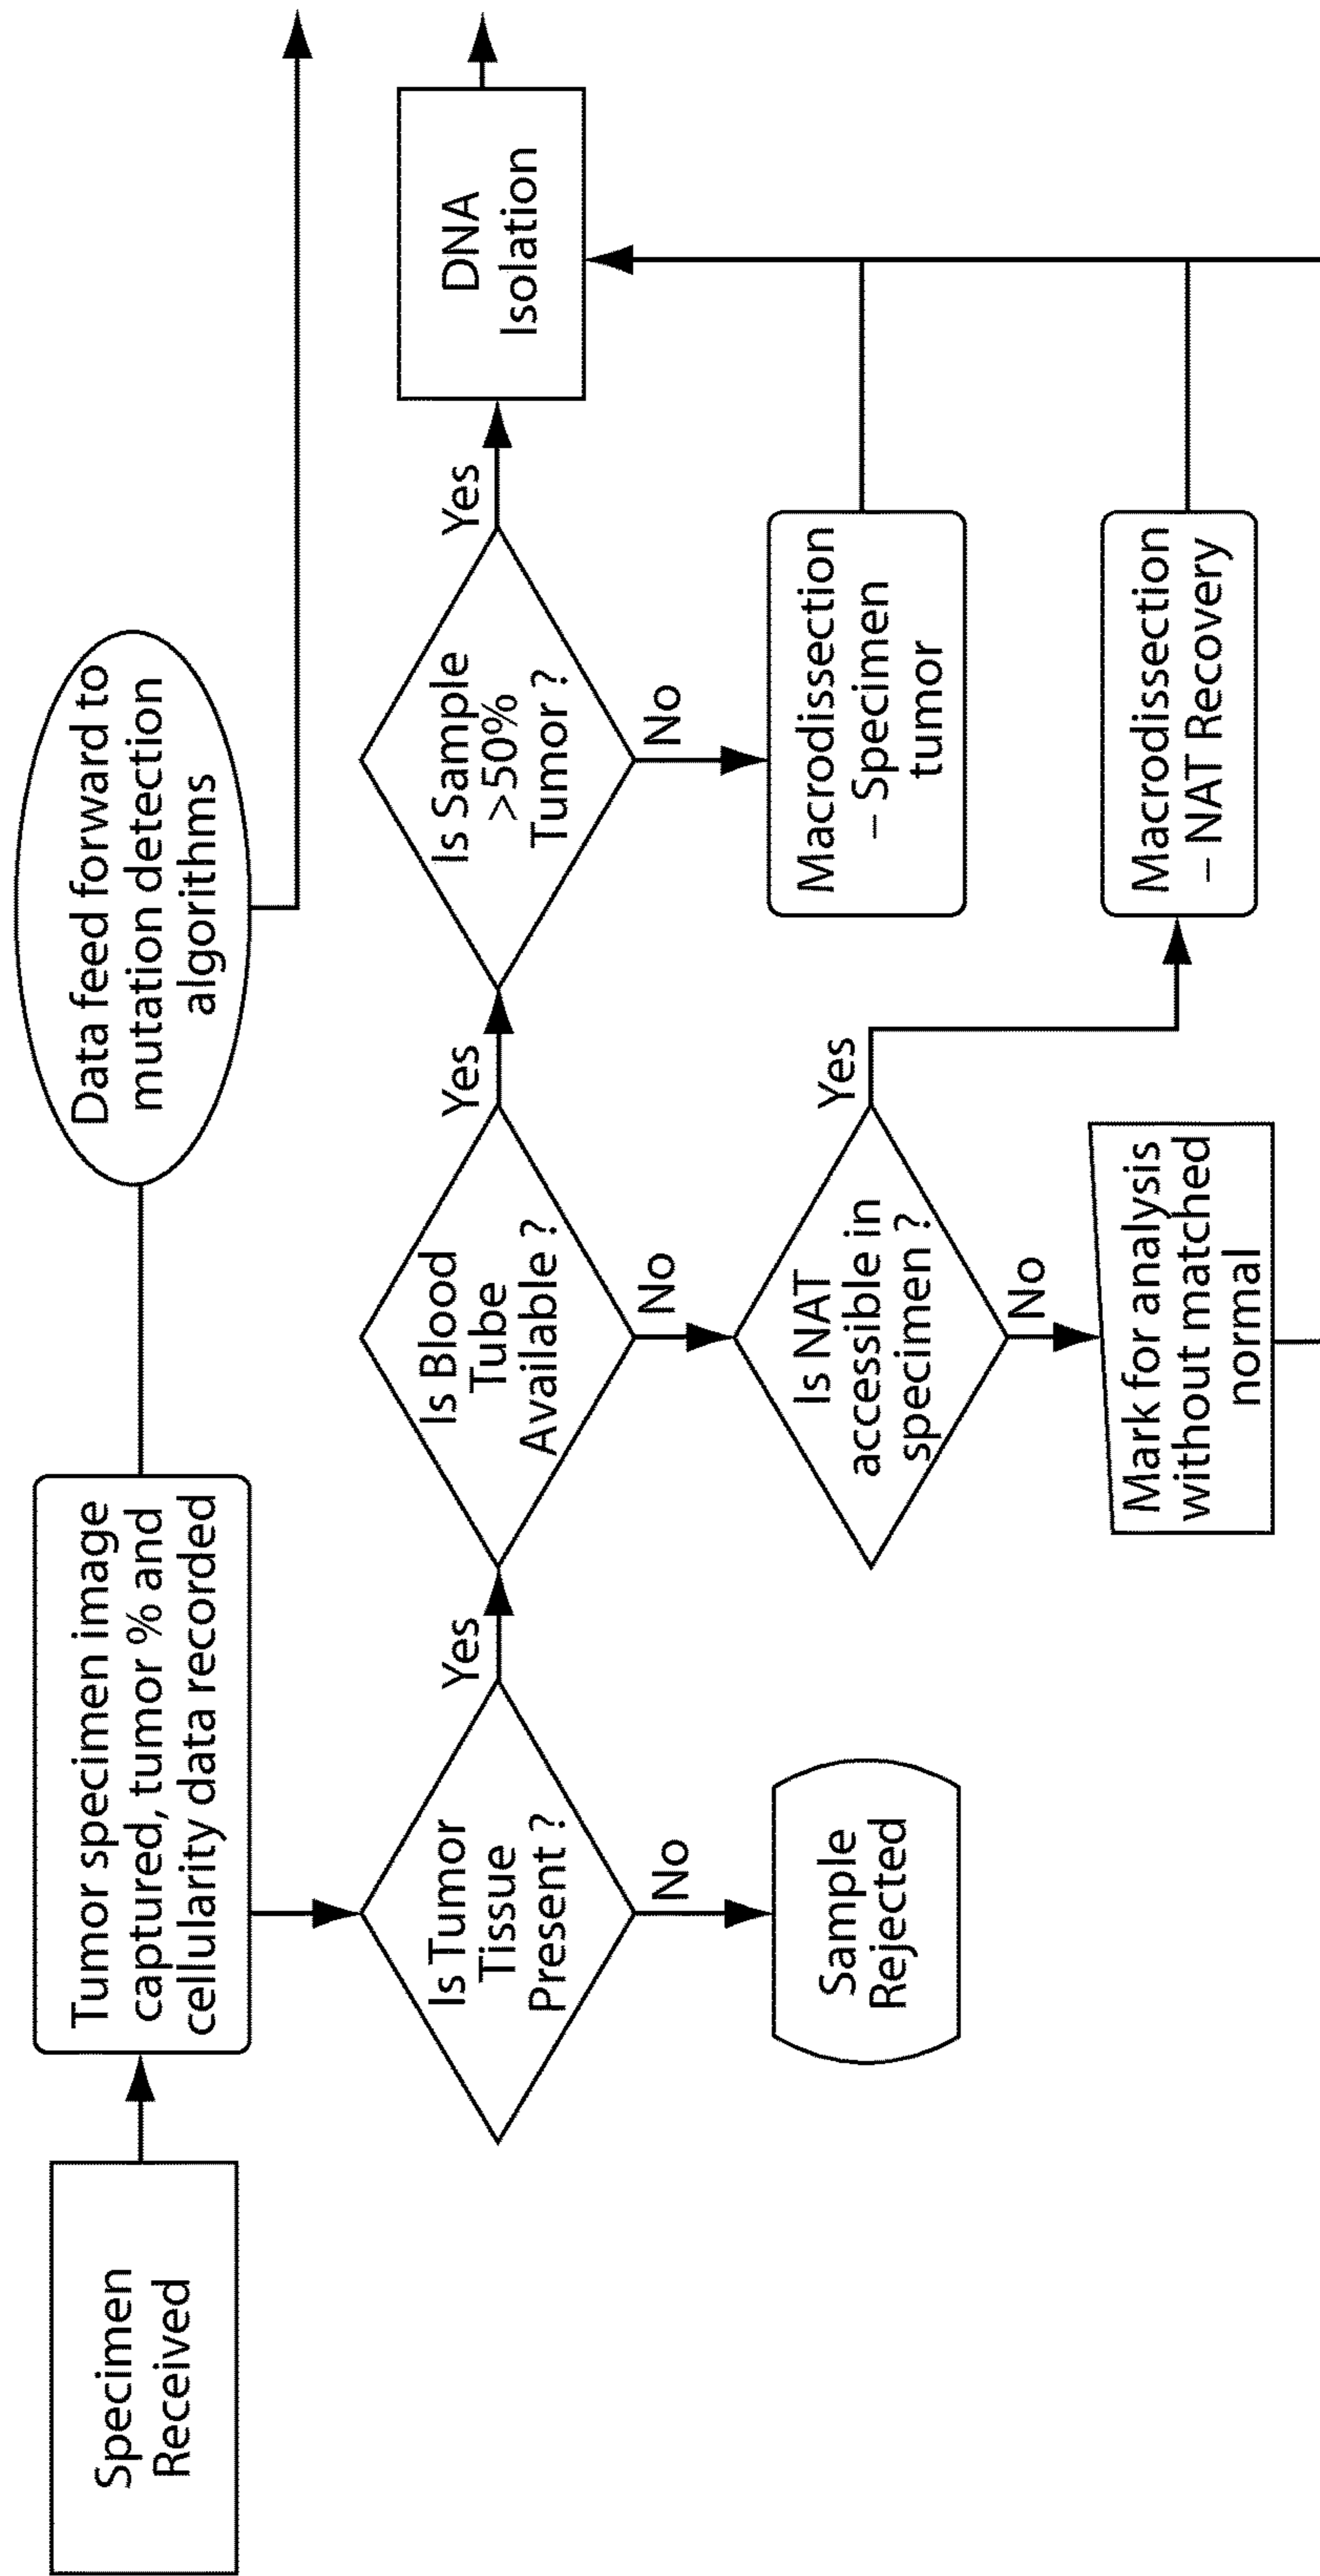 Specimen
Received
Tumor specimen image
captured, tumor % and
cellularity data recorded
Data feed forward to
mutation detection
algorithms
Is Tumor
Tissue
Present ?
Yes
No
Sample
Rejected
Is Blood
Tube
Available ?
Yes
No
Is Sample
>50%
Tumor ?
Yes
No
DNA
Isolation
Macrodissection
– Specimen
tumor
Is NAT
accessible in
specimen ?
Yes
No
Macrodissection
– NAT Recovery
Mark for analysis
without matched
normal